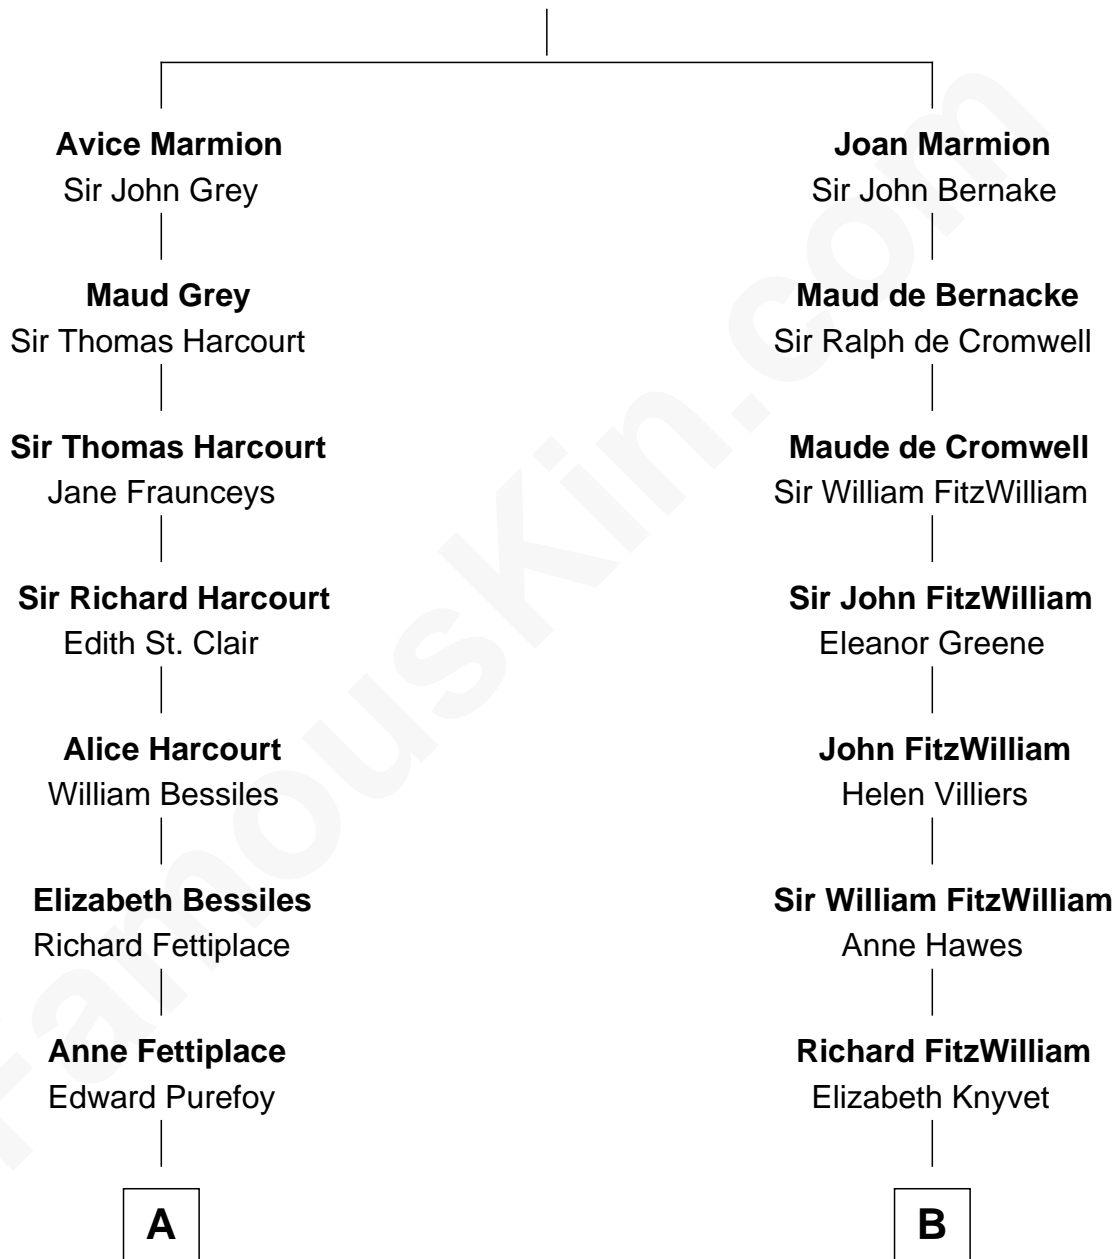 Avice Marmion
Sir John Grey
Maud Grey
Sir Thomas Harcourt
Sir Thomas Harcourt
Jane Fraunceys
Sir Richard Harcourt
Edith St. Clair
Alice Harcourt
William Bessiles
Elizabeth Bessiles
Richard Fettiplace
Anne Fettiplace
Edward Purefoy
A
Joan Marmion
Sir John Bernake
Maud de Bernacke
Sir Ralph de Cromwell
Maude de Cromwell
Sir William FitzWilliam
Sir John FitzWilliam
Eleanor Greene
John FitzWilliam
Helen Villiers
Sir William FitzWilliam
Anne Hawes
Richard FitzWilliam
Elizabeth Knyvet
B
FamousKin.com